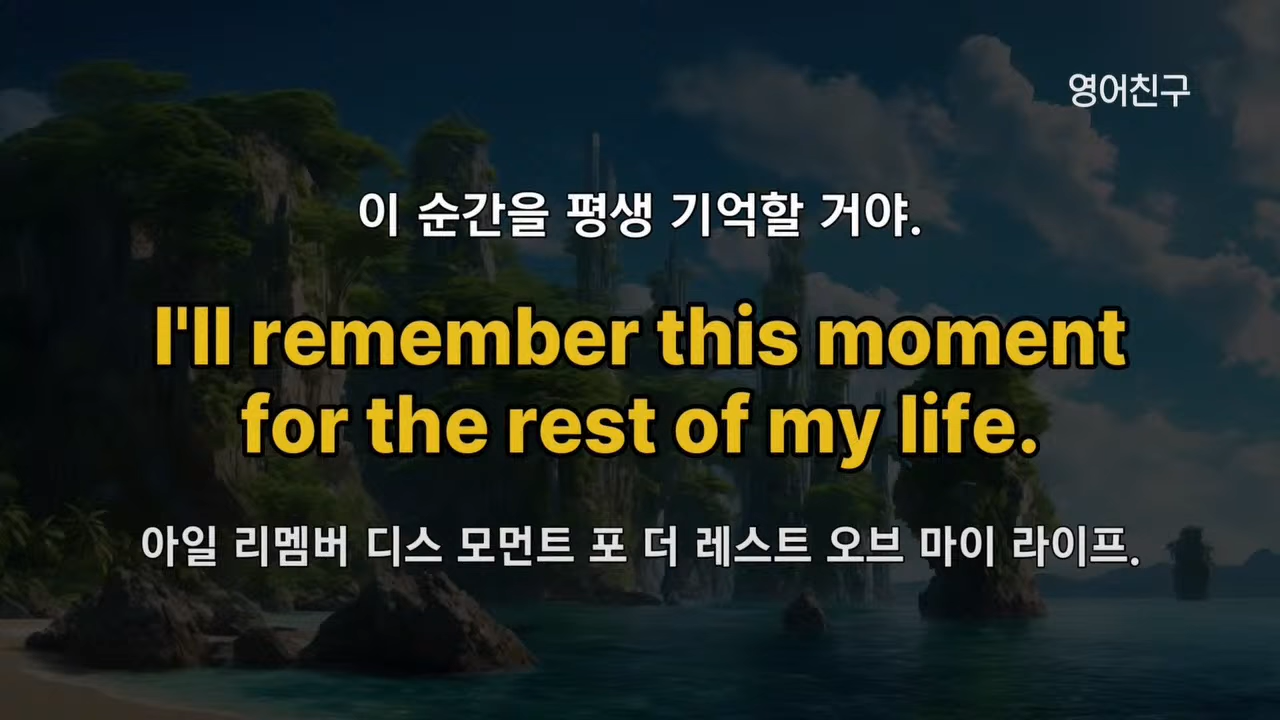 영어친구
이 순간을 평생 기억할 거야.
I'll remember this moment
for the rest of my life.
아일 리멤버 디스 모먼트 포 더 레스트 오브 마이 라이프.